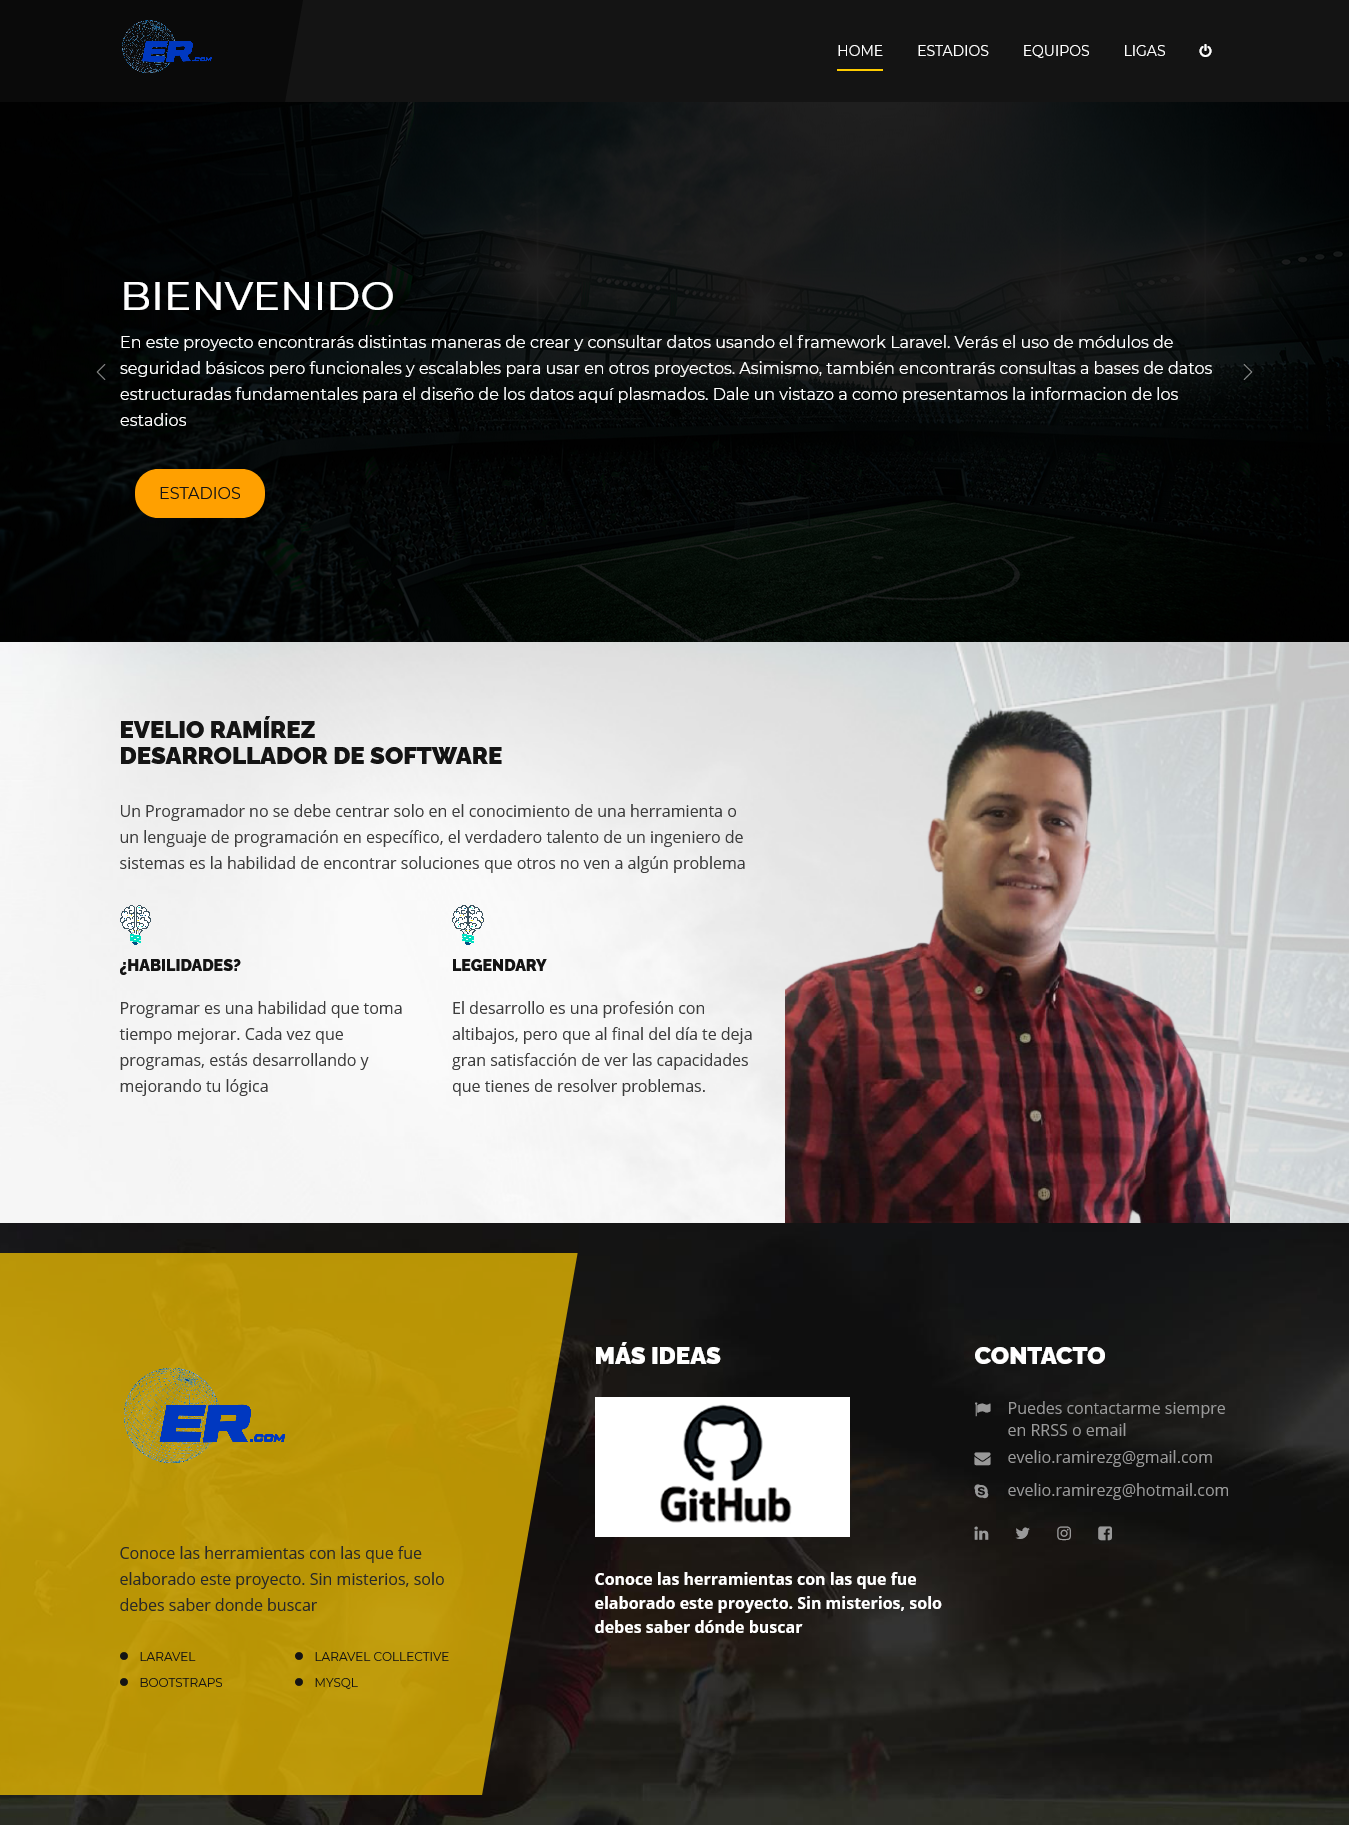 ER.COM
HOME ESTADIOS EQUIPOS LIGAS
BIENVENIDO
En este proyecto encontrarás distintas maneras de crear y consultar datos usando el framework Laravel. Verás el uso de módulos de
seguridad básicos pero funcionales y escalables para usar en otros proyectos. Asimismo, también encontrarás consultas a bases de datos
estructuradas fundamentales para el diseño de los datos aquí plasmados. Dale un vistazo a como presentamos la informacion de los
estadios
ESTADIOS
EVELIO RAMÍREZ
DESARROLLADOR DE SOFTWARE
Un Programador no se debe centrar solo en el conocimiento de una herramienta o
un lenguaje de programación en específico, el verdadero talento de un ingeniero de
sistemas es la habilidad de encontrar soluciones que otros no ven a algún problema
¿HABILIDADES?
Programar es una habilidad que toma
tiempo mejorar. Cada vez que
programas, estás desarrollando y
mejorando tu lógica
LEGENDARY
El desarrollo es una profesión con
altibajos, pero que al final del día te deja
gran satisfacción de ver las capacidades
que tienes de resolver problemas.
ER.COM
Conoce las herramientas con las que fue
elaborado este proyecto. Sin misterios, solo
debes saber donde buscar
LARAVEL
LARAVEL COLLECTIVE
BOOTSTRAPS
MYSQL
MÁS IDEAS
GitHub
Conoce las herramientas con las que fue
elaborado este proyecto. Sin misterios, solo
debes saber dónde buscar
CONTACTO
Puedes contactarme siempre
en RRSS o email
evelio.ramirezg@gmail.com
evelio.ramirezg@hotmail.com